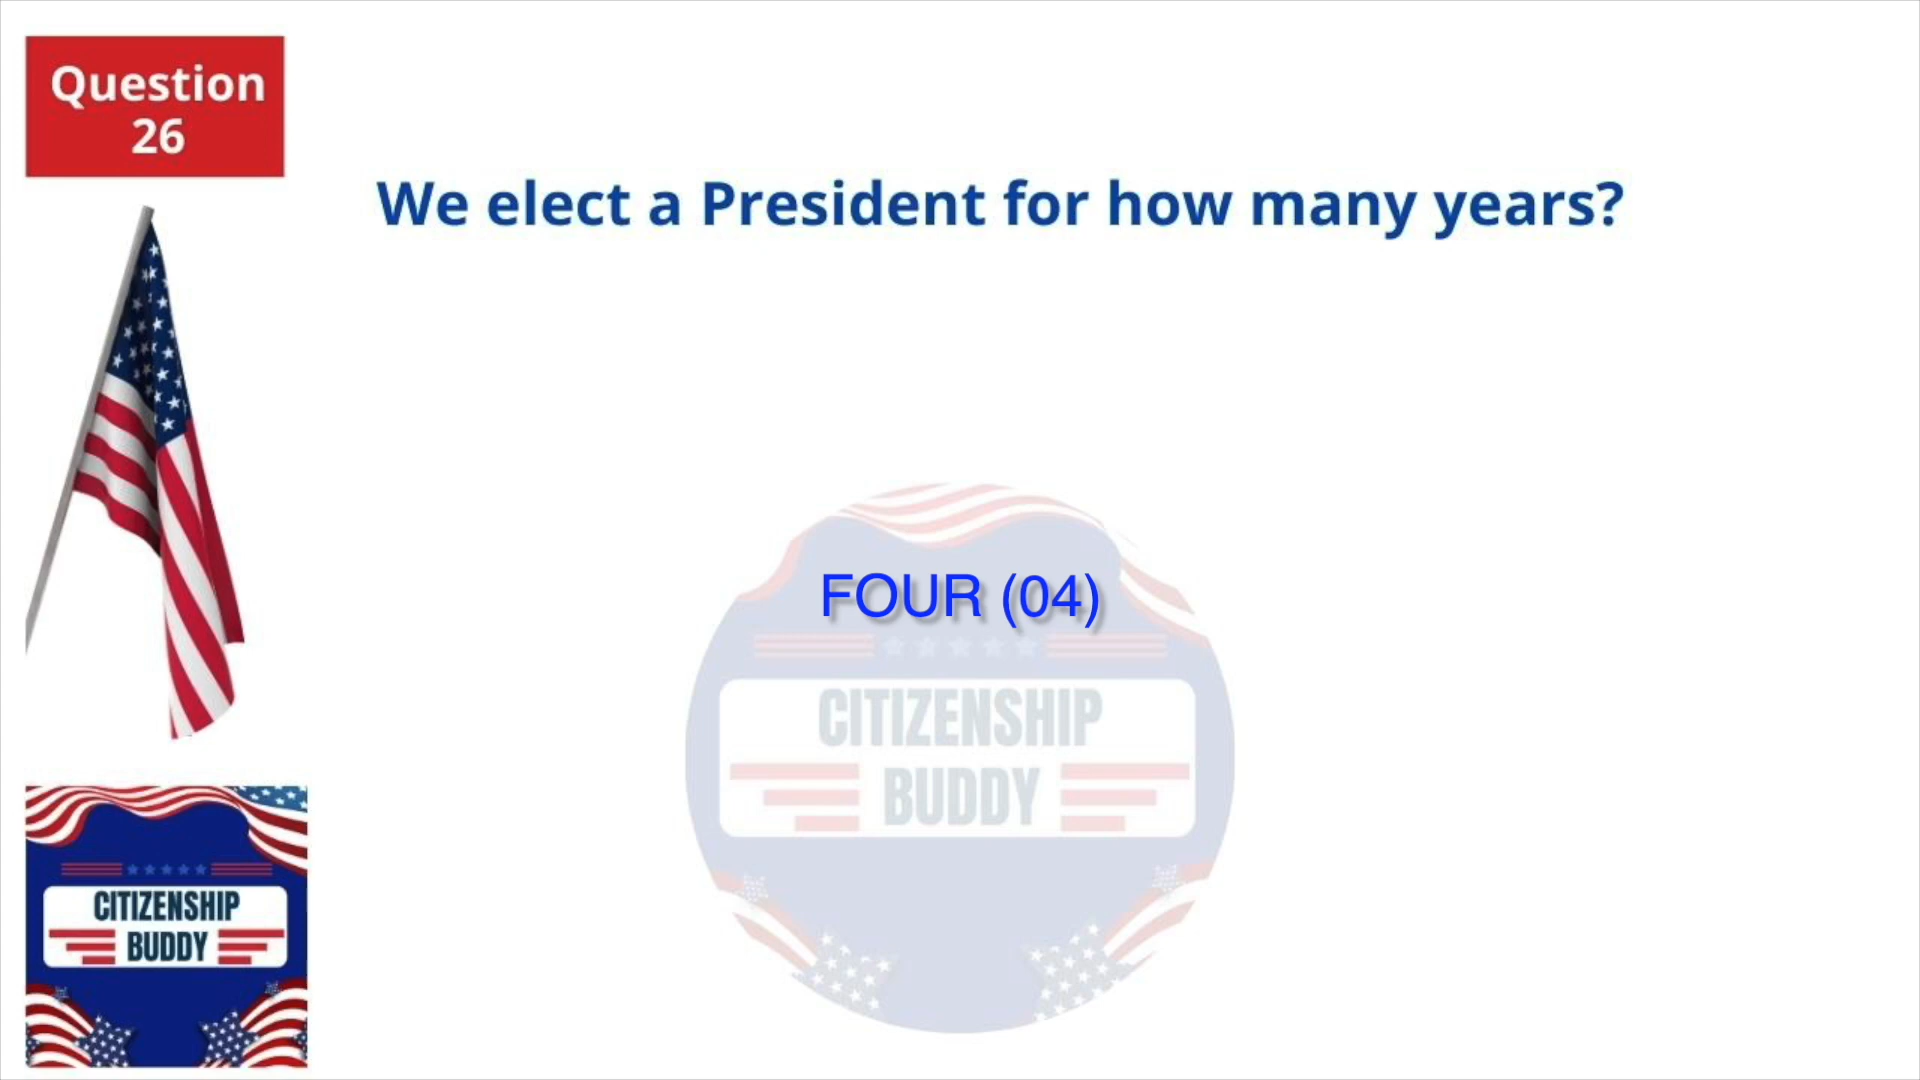 Question
26
We elect a President for how many years?
FOUR (04)
CITIZENSHIP
BUDDY
CITIZENSHIP
BUDDY